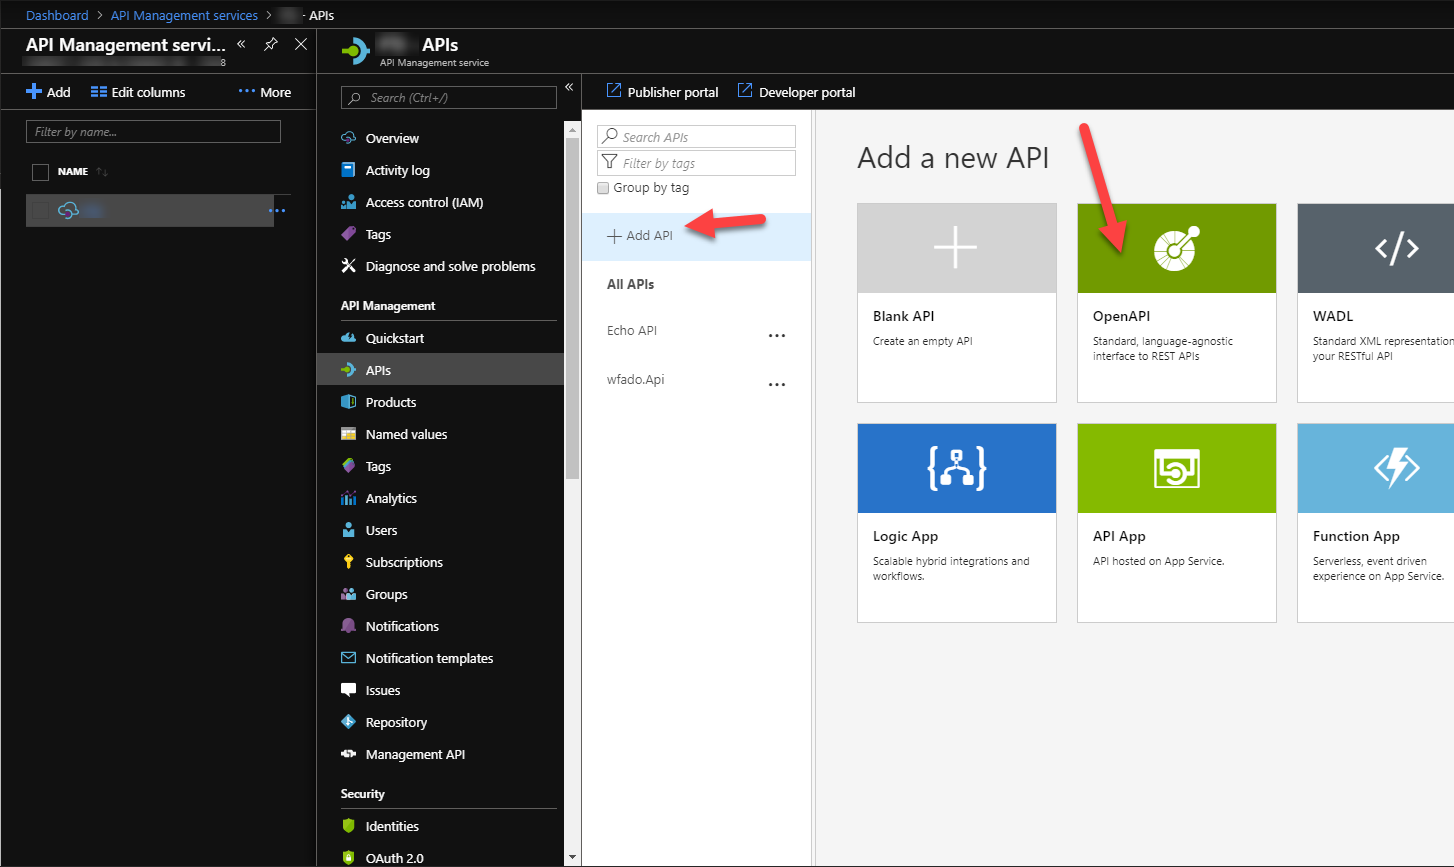 Dashboard > API Management services > - APIs
API Management servi... «
8
Add Edit columns ... More
Filter by name...
NAME
...
APIs
API Management service
Search (Ctrl+/)
«
Overview
Activity log
Access control (IAM)
Tags
Diagnose and solve problems
API Management
Quickstart
APIs
Products
Named values
Tags
Analytics
Users
Subscriptions
Groups
Notifications
Notification templates
Issues
Repository
Management API
Security
Identities
OAuth 2.0
Publisher portal Developer portal
Search APIs
Filter by tags
Group by tag
+ Add API
All APIs
Echo API ...
wfado.Api ...
Add a new API
Blank API
Create an empty API
OpenAPI
Standard, language-agnostic
interface to REST APIs
</>
WADL
Standard XML representation
your RESTful API
Logic App
Scalable hybrid integrations and
workflows.
API App
API hosted on App Service.
Function App
Serverless, event driven
experience on App Service.